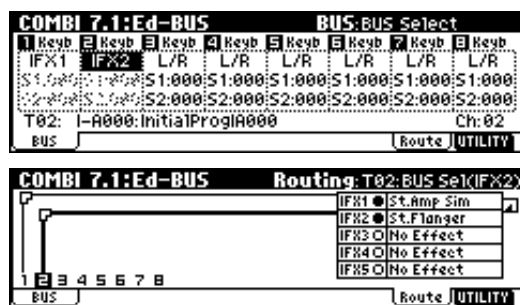 COMBI 7.1:Ed-BUS BUS:BUS Select
1 Keyb 2 Keyb 3 Keyb 4 Keyb 5 Keyb 6 Keyb 7 Keyb 8 Keyb
IFX1 IFX2 L/R L/R L/R L/R L/R L/R
S1:000 S1:000 S1:000 S1:000 S1:000 S1:000
S2:000 S2:000 S2:000 S2:000 S2:000 S2:000
T02: I-A000:InitialProgIA000 Ch:02
BUS Route UTILITY
COMBI 7.1:Ed-BUS Routing:T02:BUS Sel(IFX2)
IFX1 St.Amp Sim
IFX2 St.Flanger
IFX3 No Effect
IFX4 No Effect
IFX5 No Effect
1 2 3 4 5 6 7 8
BUS Route UTILITY